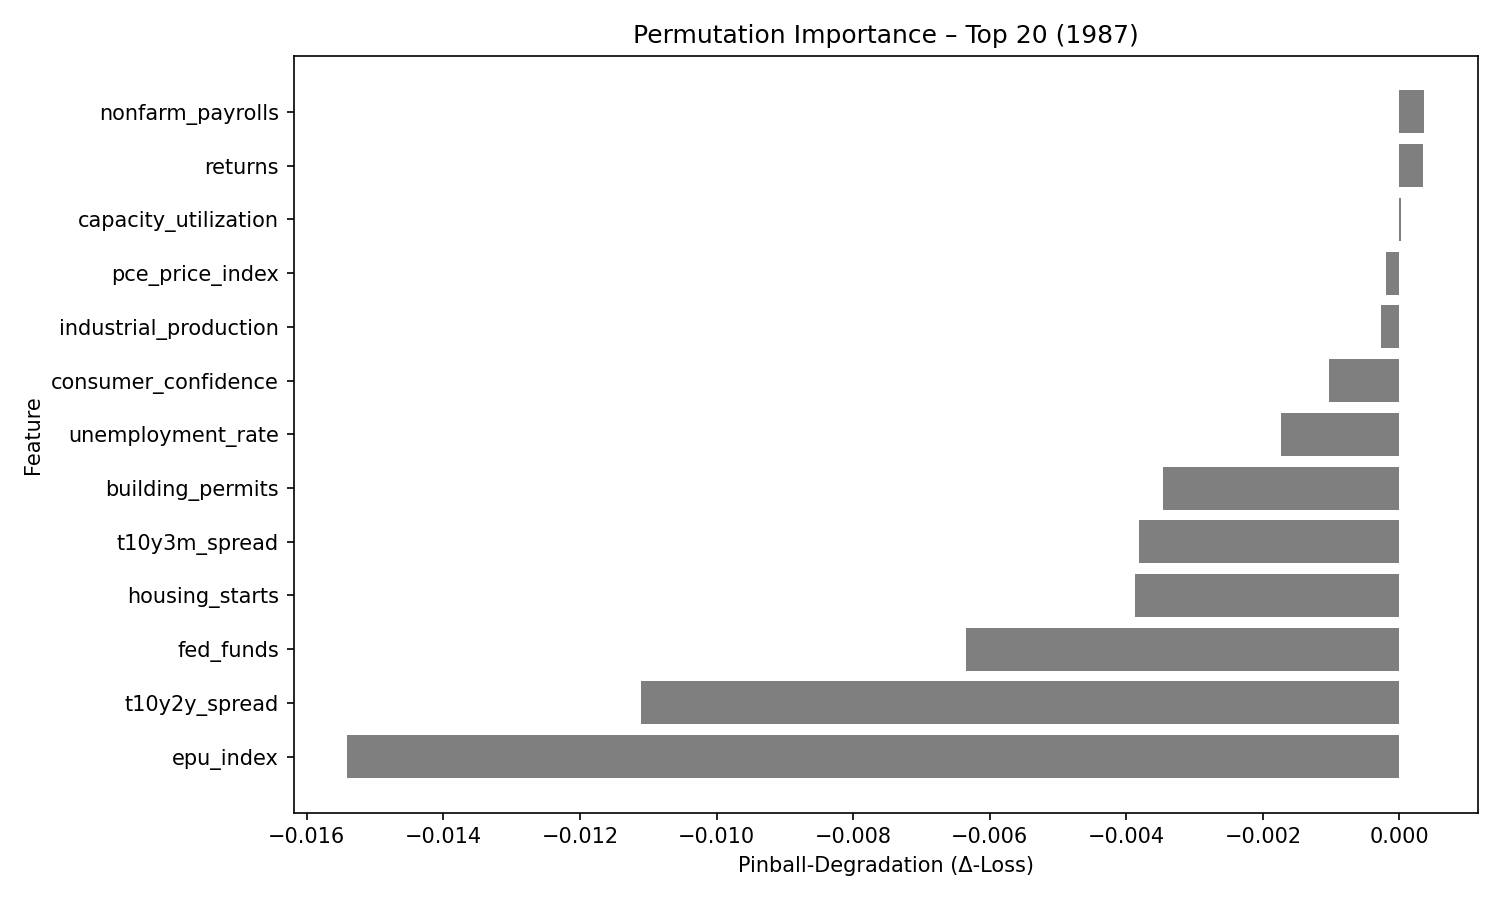 Permutation Importance – Top 20 (1987)
nonfarm_payrolls
returns
capacity_utilization
pce_price_index
industrial_production
consumer_confidence
unemployment_rate
building_permits
t10y3m_spread
housing_starts
fed_funds
t10y2y_spread
epu_index
Feature
−0.016 −0.014 −0.012 −0.010 −0.008 −0.006 −0.004 −0.002 0.000
Pinball-Degradation (Δ-Loss)